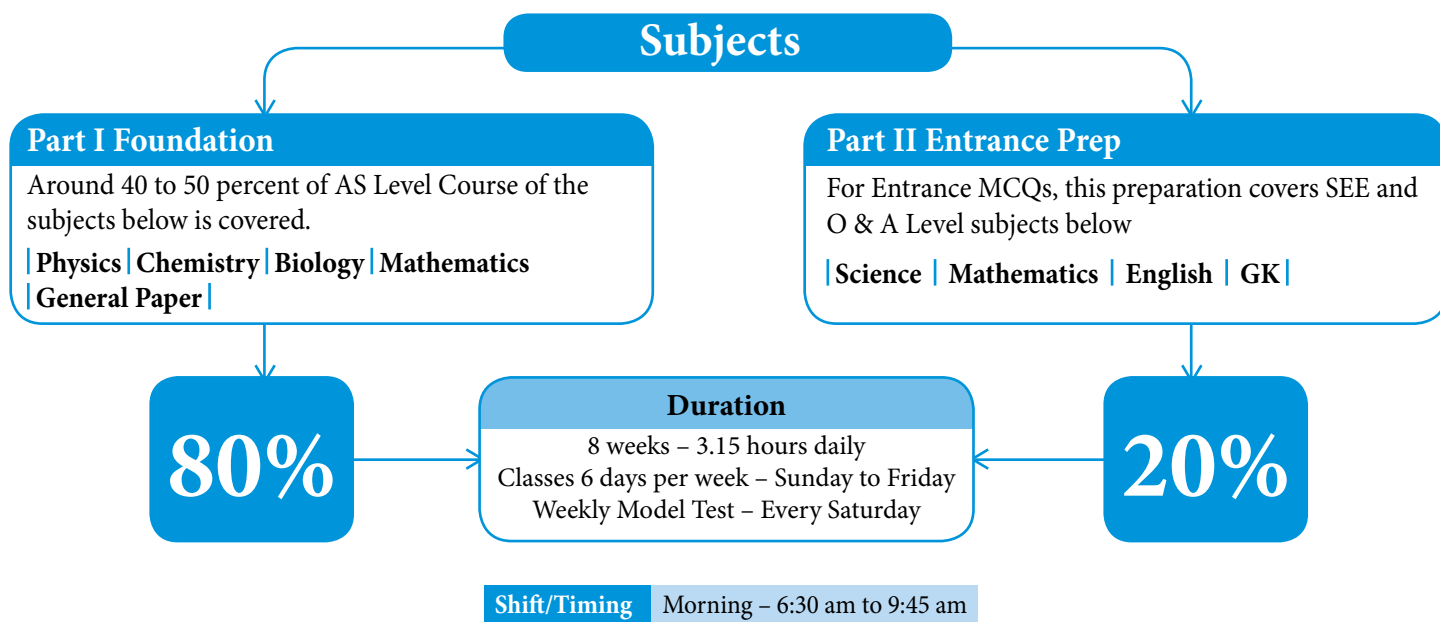 Subjects
Part I Foundation
Around 40 to 50 percent of AS Level Course of the
subjects below is covered.
| Physics | Chemistry | Biology | Mathematics
| General Paper |
Part II Entrance Prep
For Entrance MCQs, this preparation covers SEE and
O & A Level subjects below
| Science | Mathematics | English | GK |
80%
Duration
8 weeks – 3.15 hours daily
Classes 6 days per week – Sunday to Friday
Weekly Model Test – Every Saturday
20%
Shift/Timing Morning – 6:30 am to 9:45 am